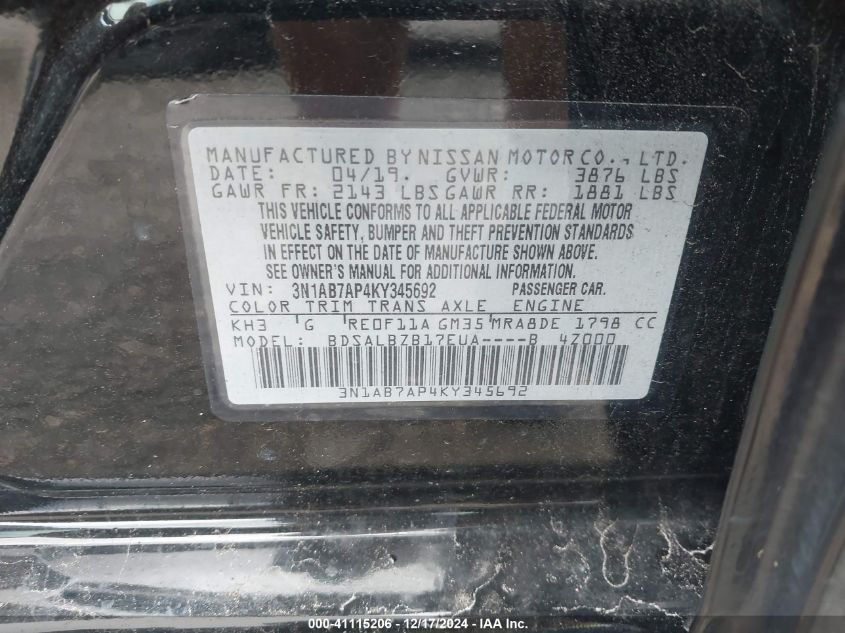 MANUFACTURED BY NISSAN MOTOR CO., LTD.
DATE: 04/19. GVWR: 3876 LBS
GAWR FR: 2143 LBS GAWR RR: 1881 LBS
THIS VEHICLE CONFORMS TO ALL APPLICABLE FEDERAL MOTOR
VEHICLE SAFETY, BUMPER AND THEFT PREVENTION STANDARDS
IN EFFECT ON THE DATE OF MANUFACTURE SHOWN ABOVE.
SEE OWNER'S MANUAL FOR ADDITIONAL INFORMATION.
VIN: 3N1AB7AP4KY345692 PASSENGER CAR.
COLOR TRIM TRANS AXLE ENGINE
KH3 G RE0F11A GM35 MRA8DE 1798 CC
MODEL: BDSALBZB17EUA----B 4Z000
3N1AB7AP4KY345692
000-41115206 - 12/17/2024 - IAA Inc.